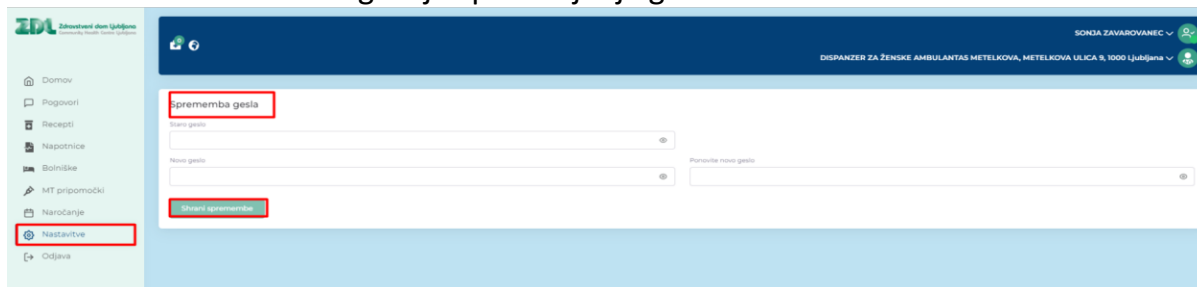 ZDL Zdravstveni dom Ljubljana
Community Health Centre Ljubljana
SONJA ZAVAROVANEC
DISPANZER ZA ŽENSKE AMBULANTAS METELKOVA, METELKOVA ULICA 9, 1000 Ljubljana
Domov
Pogovori
Recepti
Napotnice
Bolniške
MT pripomočki
Naročanje
Nastavitve
Odjava
Sprememba gesla
Staro geslo
Novo geslo
Ponovite novo geslo
Shrani spremembe